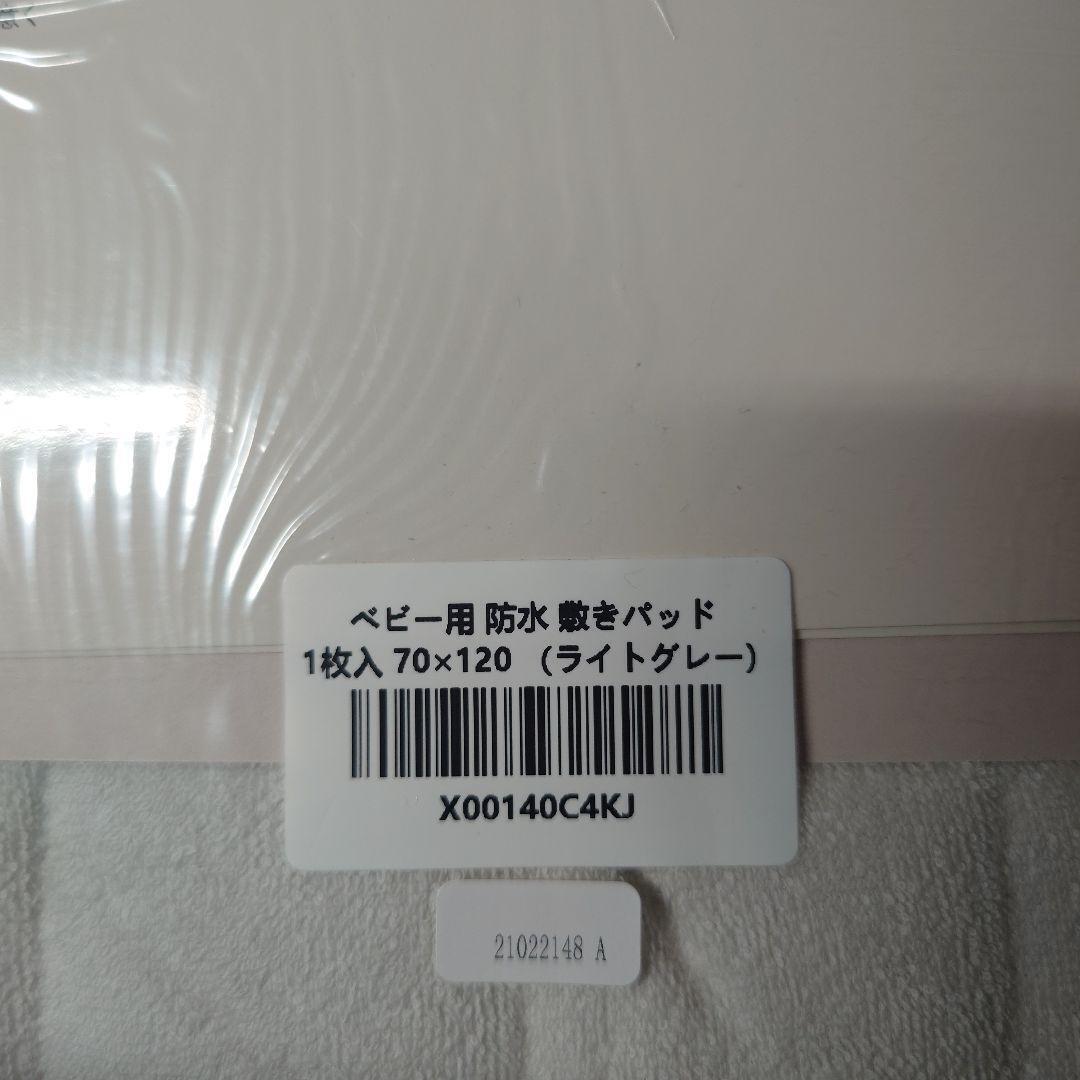 ベビー用 防水 敷きパッド
1枚入 70×120 （ライトグレー）
X00140C4KJ
21022148 A